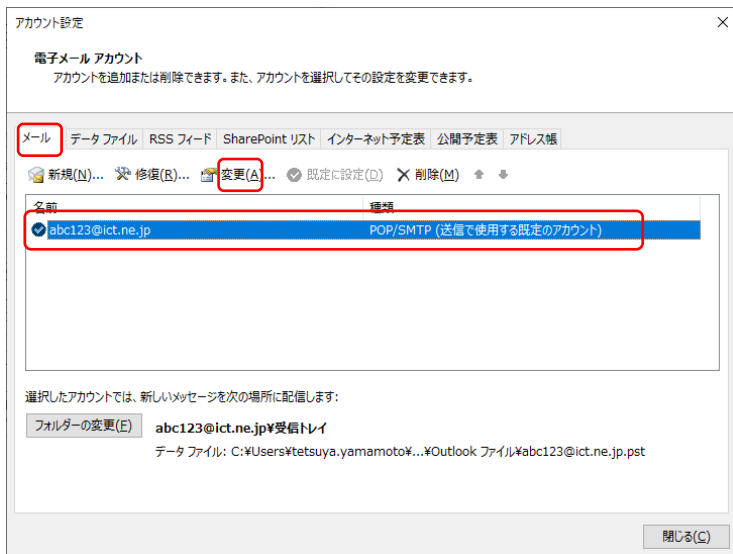 アカウント設定
電子メール アカウント
アカウントを追加または削除できます。また、アカウントを選択してその設定を変更できます。
メール データ ファイル RSS フィード SharePoint リスト インターネット予定表 公開予定表 アドレス帳
新規(N)... 修復(R)... 変更(A)... 既定に設定(D) 削除(M)
名前 種類
abc123@ict.ne.jp POP/SMTP (送信で使用する既定のアカウント)
選択したアカウントでは、新しいメッセージを次の場所に配信します:
フォルダーの変更(F) abc123@ict.ne.jp¥受信トレイ
データ ファイル: C:¥Users¥tetsuya.yamamoto¥...¥Outlook ファイル¥abc123@ict.ne.jp.pst
閉じる(C)